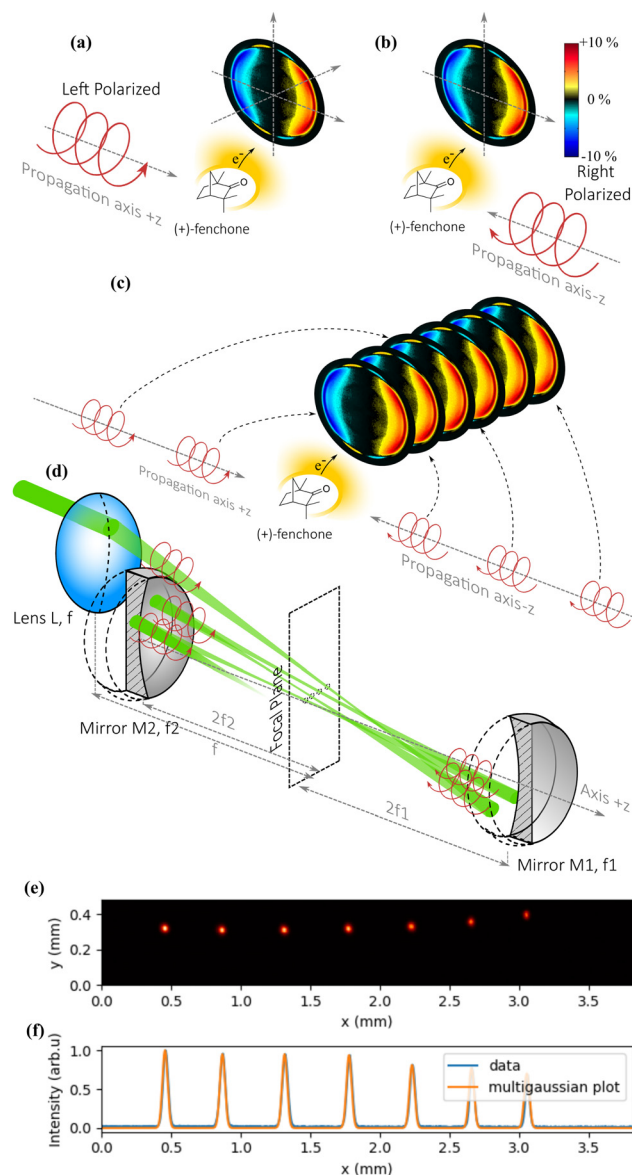 (a)
Left Polarized
Propagation axis +z
e-
O
(+)-fenchone
(b)
+10 %
0 %
-10 %
Right
Polarized
e-
O
(+)-fenchone
Propagation axis-z
(c)
Propagation axis +z
e-
O
(+)-fenchone
Propagation axis-z
(d)
Lens L, f
Mirror M2, f2
2f2
f
Focal Plane
2f1
Axis +z
Mirror M1, f1
(e)
y (mm)
0.4
0.2
0.0
0.0
0.5
1.0
1.5
2.0
2.5
3.0
3.5
x (mm)
(f)
Intensity (arb.u)
1.0
0.5
0.0
data
multigaussian plot
0.0
0.5
1.0
1.5
2.0
2.5
3.0
3.5
x (mm)